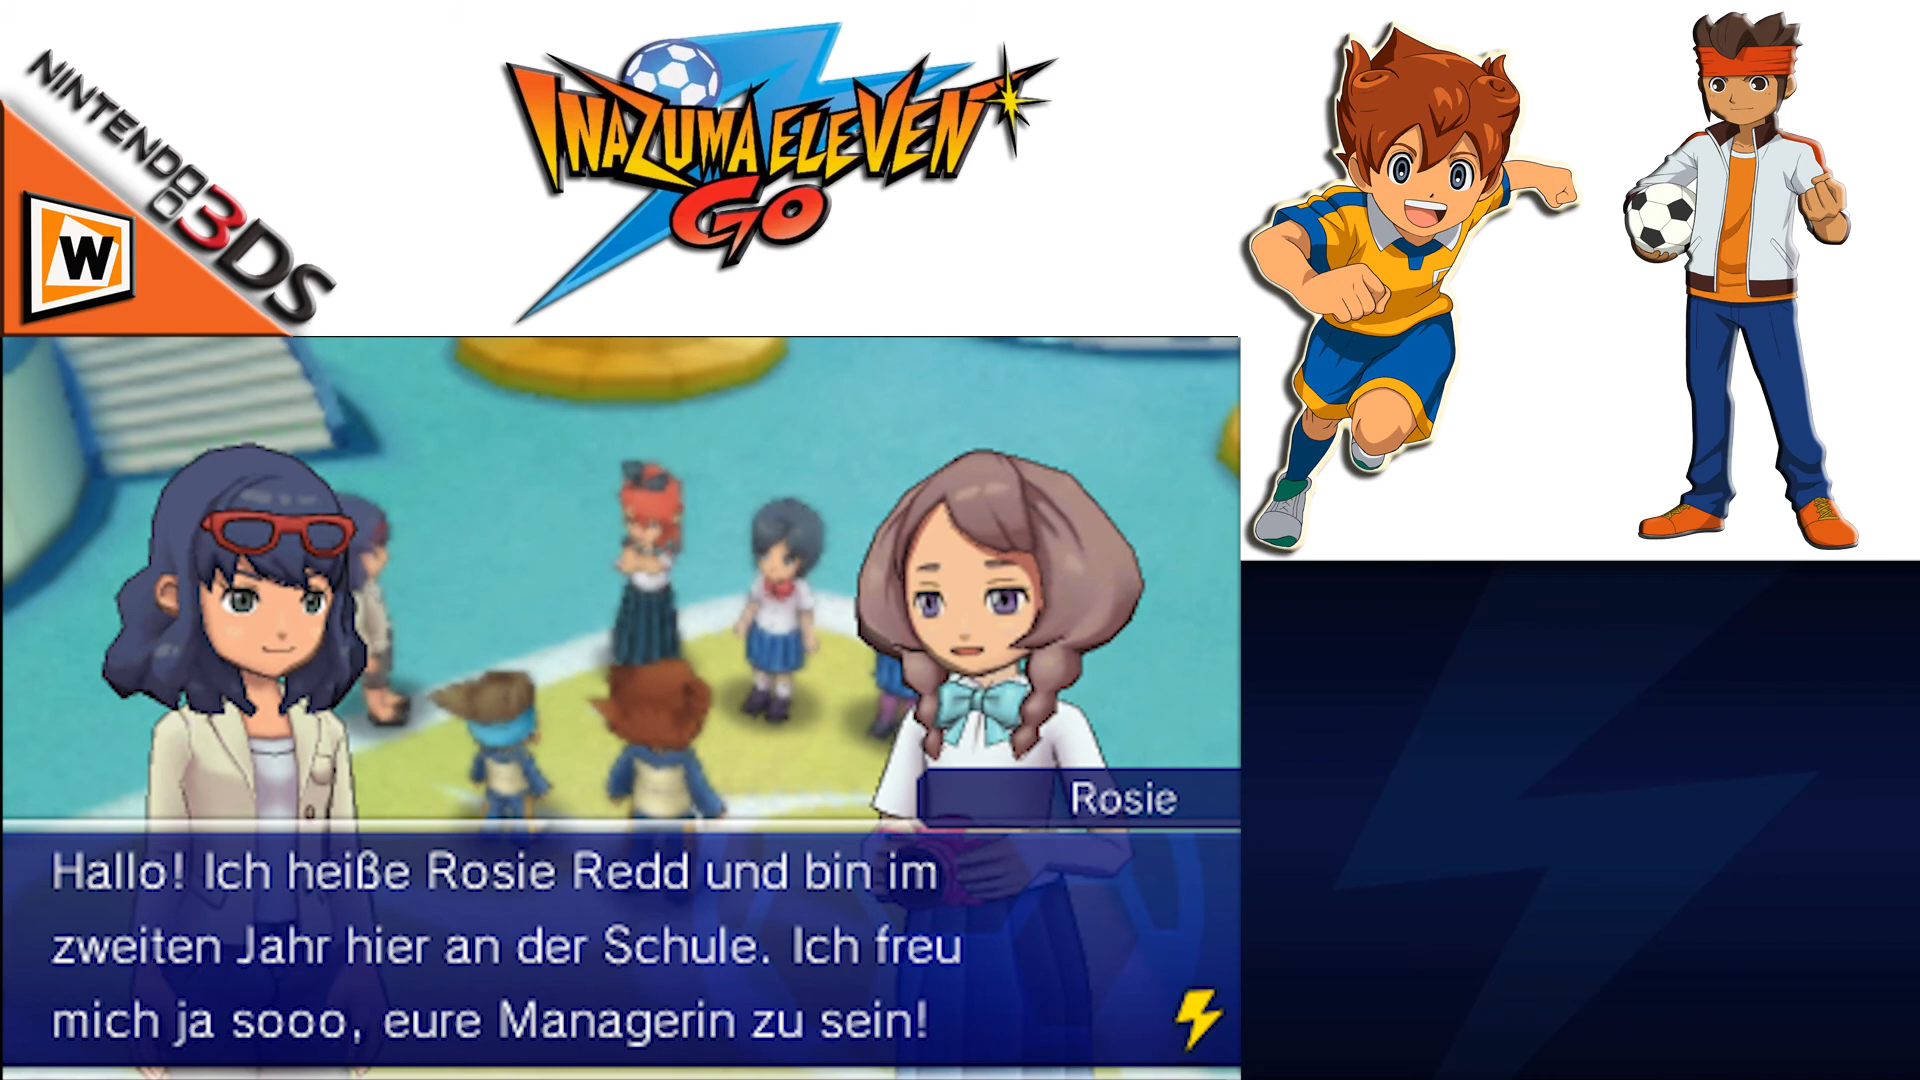 NINTENDO 3DS
W
INAZUMA ELEVEN
GO
Rosie
Hallo! Ich heiße Rosie Redd und bin im
zweiten Jahr hier an der Schule. Ich freu
mich ja sooo, eure Managerin zu sein!